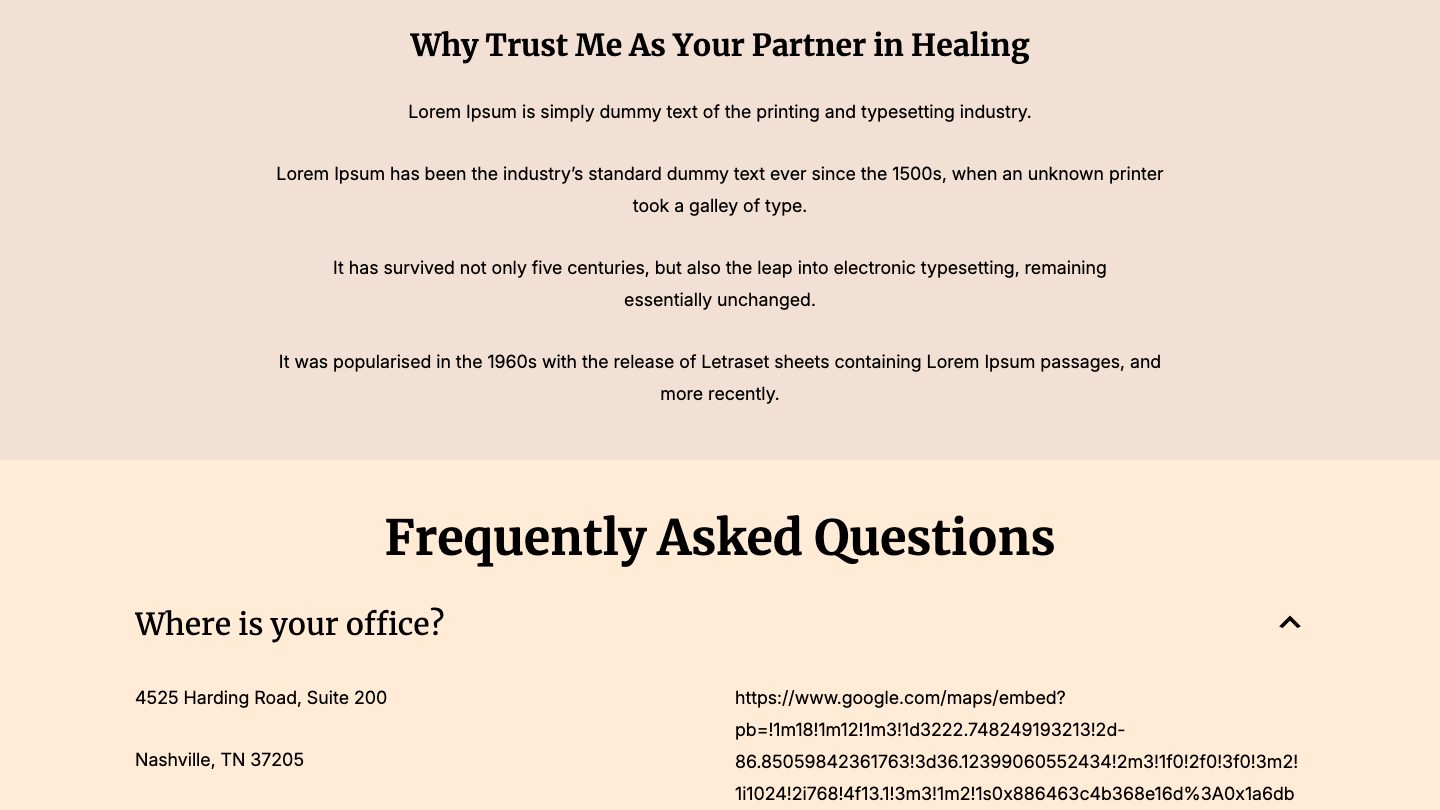 Why Trust Me As Your Partner in Healing
Lorem Ipsum is simply dummy text of the printing and typesetting industry.
Lorem Ipsum has been the industry’s standard dummy text ever since the 1500s, when an unknown printer
took a galley of type.
It has survived not only five centuries, but also the leap into electronic typesetting, remaining
essentially unchanged.
It was popularised in the 1960s with the release of Letraset sheets containing Lorem Ipsum passages, and
more recently.
Frequently Asked Questions
Where is your office?
4525 Harding Road, Suite 200
Nashville, TN 37205
https://www.google.com/maps/embed?
pb=!1m18!1m12!1m3!1d3222.748249193213!2d-
86.85059842361763!3d36.12399060552434!2m3!1f0!2f0!3f0!3m2!
1i1024!2i768!4f13.1!3m3!1m2!1s0x886463c4b368e16d%3A0x1a6db